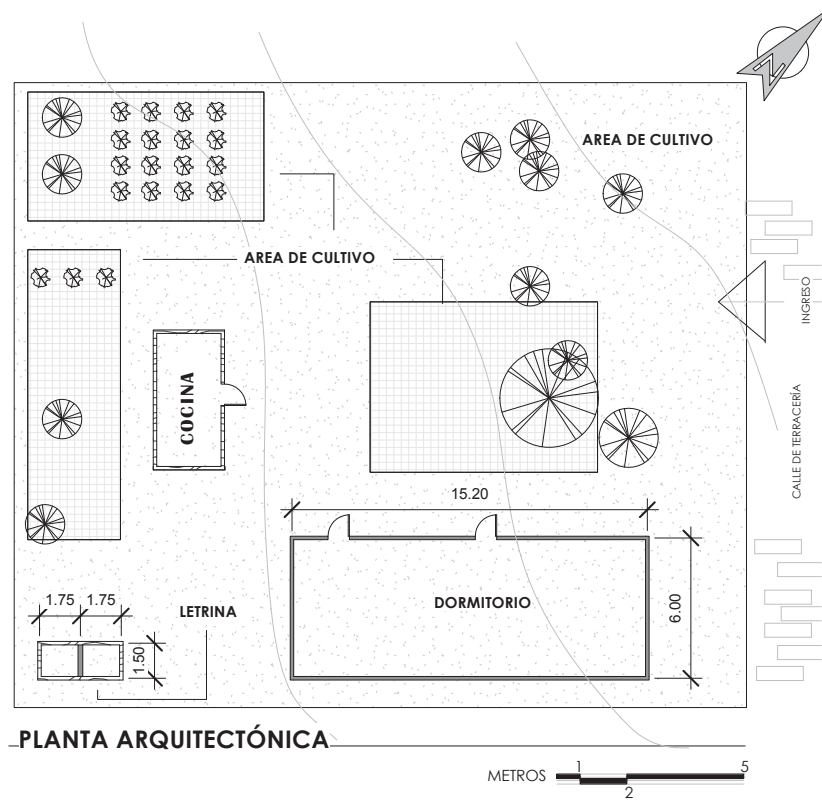 N
AREA DE CULTIVO
AREA DE CULTIVO
INGRESO
COCINA
CALLE DE TERRACERÍA
15.20
1.75 1.75
LETRINA
DORMITORIO
6.00
1.50
PLANTA ARQUITECTÓNICA
METROS
1
5
2